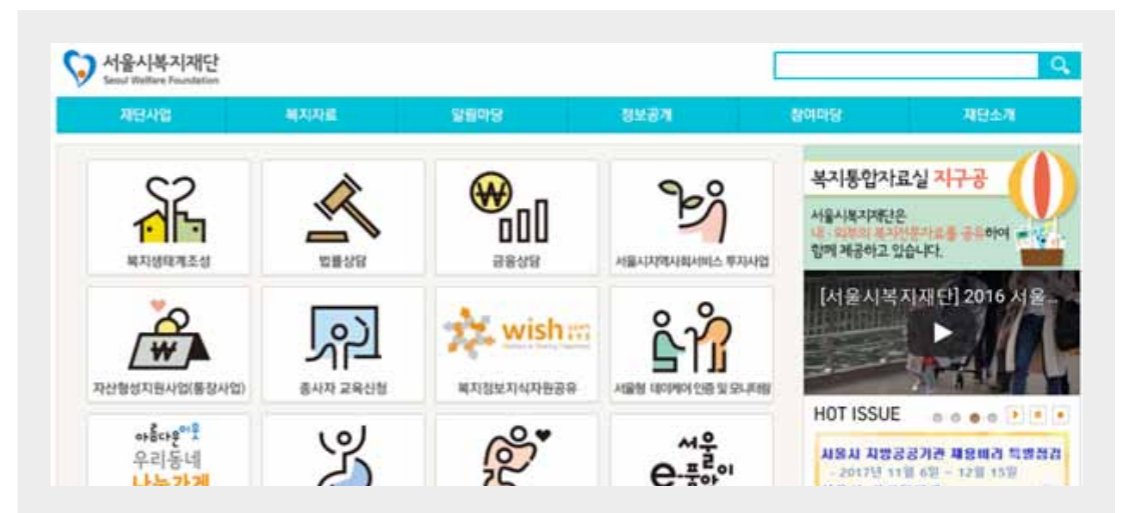 서울시복지재단
Seoul Welfare Foundation
재단사업 복지자료 알림마당 정보공개 참여마당 재단소개
복지생태계조성 법률상담 금융상담 서울시지역사회서비스 투자사업
자산형성지원사업(통장사업) 종사자 교육신청 wish 복지정보지식자원공유 서울형 데이케어 인증 및 모니터링
아름다운이웃
우리동네
나눔가게
서울
e-품앗이
복지통합자료실 지구공
서울시복지재단은
내·외부의 복지전문자료를 공유하여
함께 제공하고 있습니다.
[서울시복지재단] 2016 서울...
HOT ISSUE
서울시 지방공공기관 채용비리 특별점검
- 2017년 11월 6일 ~ 12월 15일